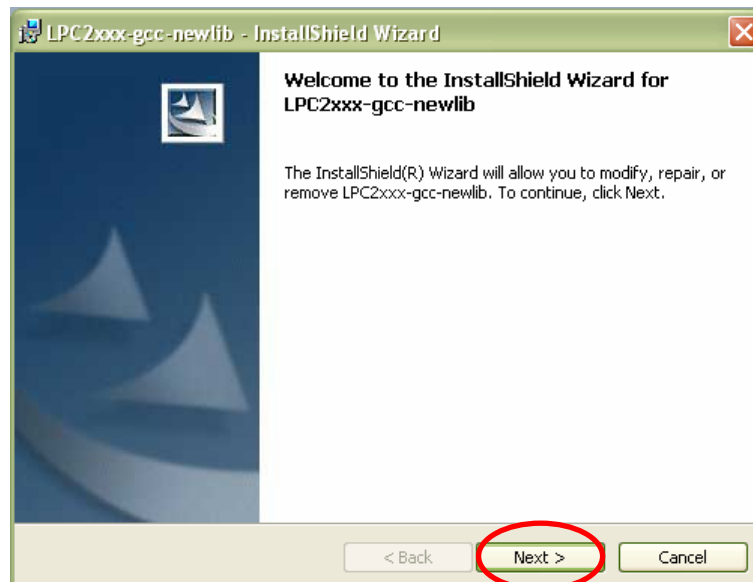 LPC2xxx-gcc-newlib - InstallShield Wizard
Welcome to the InstallShield Wizard for
LPC2xxx-gcc-newlib
The InstallShield(R) Wizard will allow you to modify, repair, or
remove LPC2xxx-gcc-newlib. To continue, click Next.
< Back
Next >
Cancel